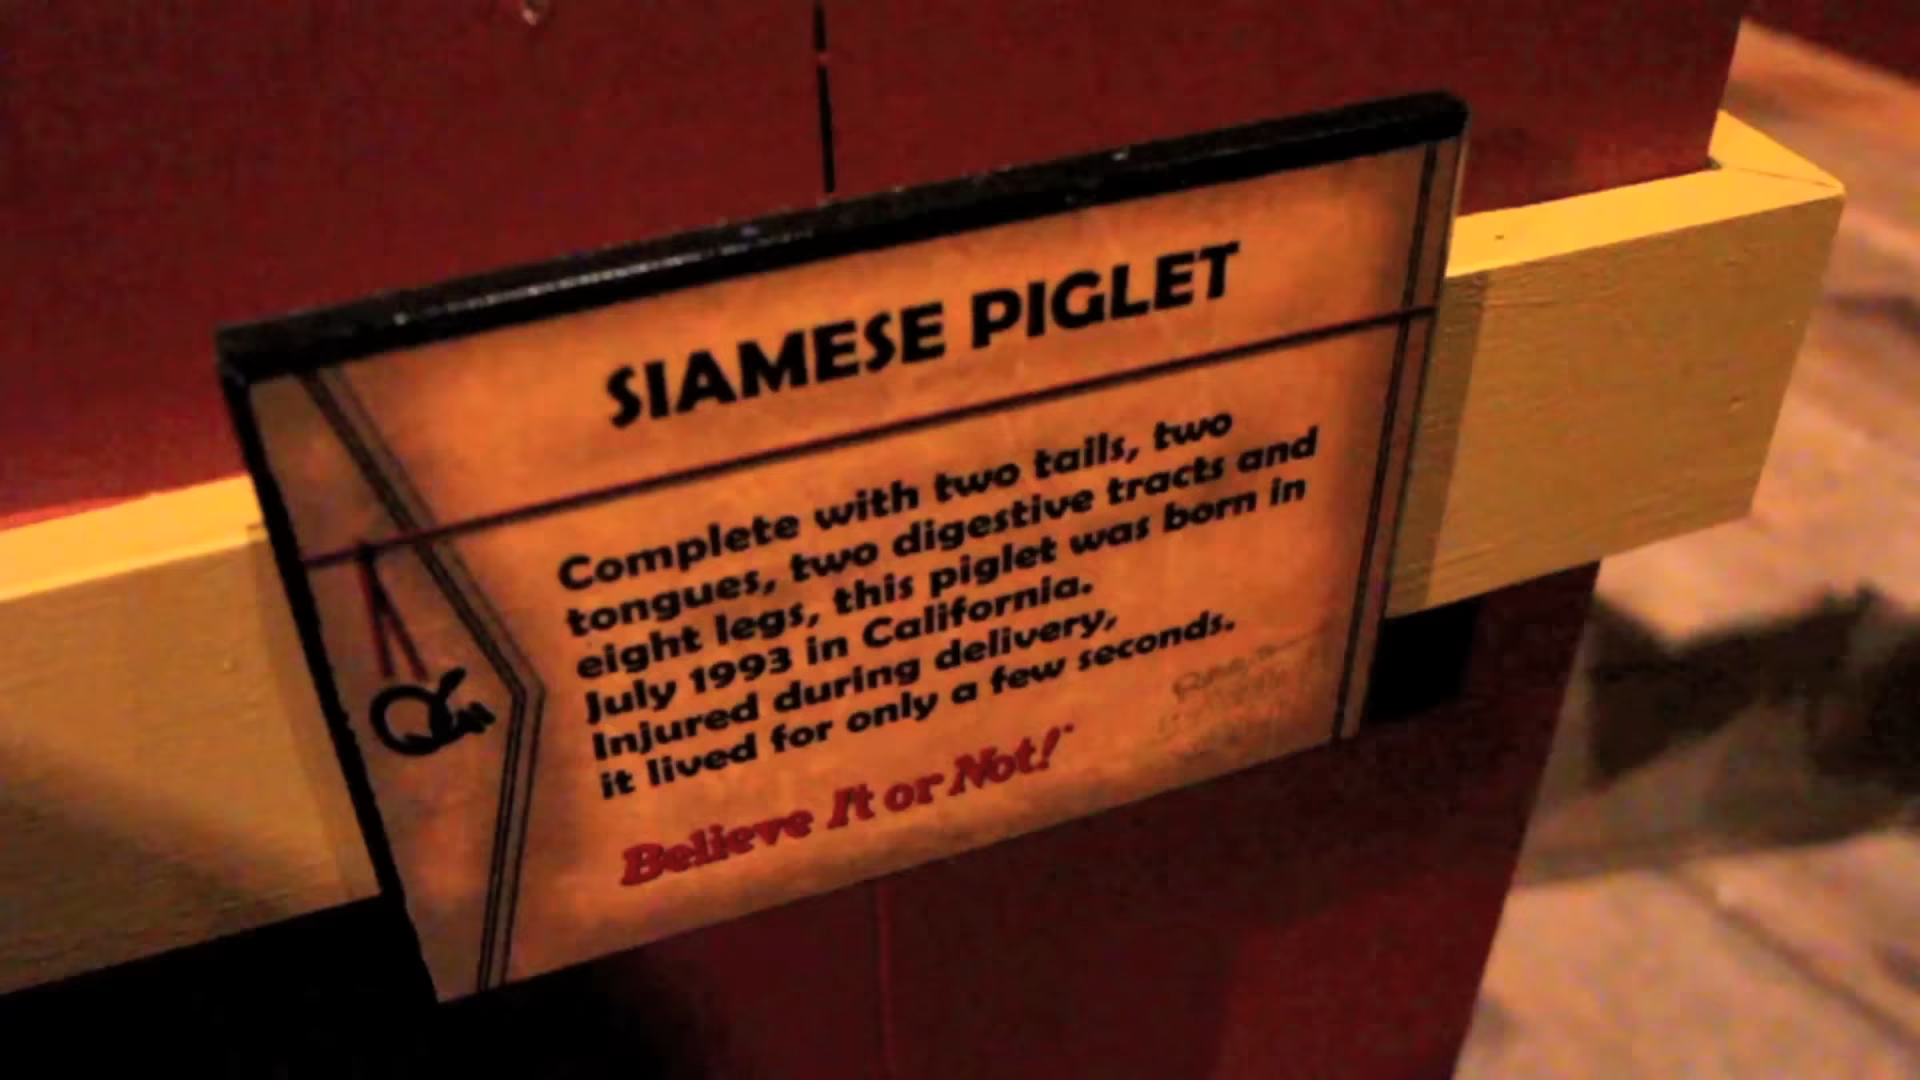 SIAMESE PIGLET
Complete with two tails, two
tongues, two digestive tracts and
eight legs, this piglet was born in
July 1993 in California.
Injured during delivery,
it lived for only a few seconds.
Believe It or Not!